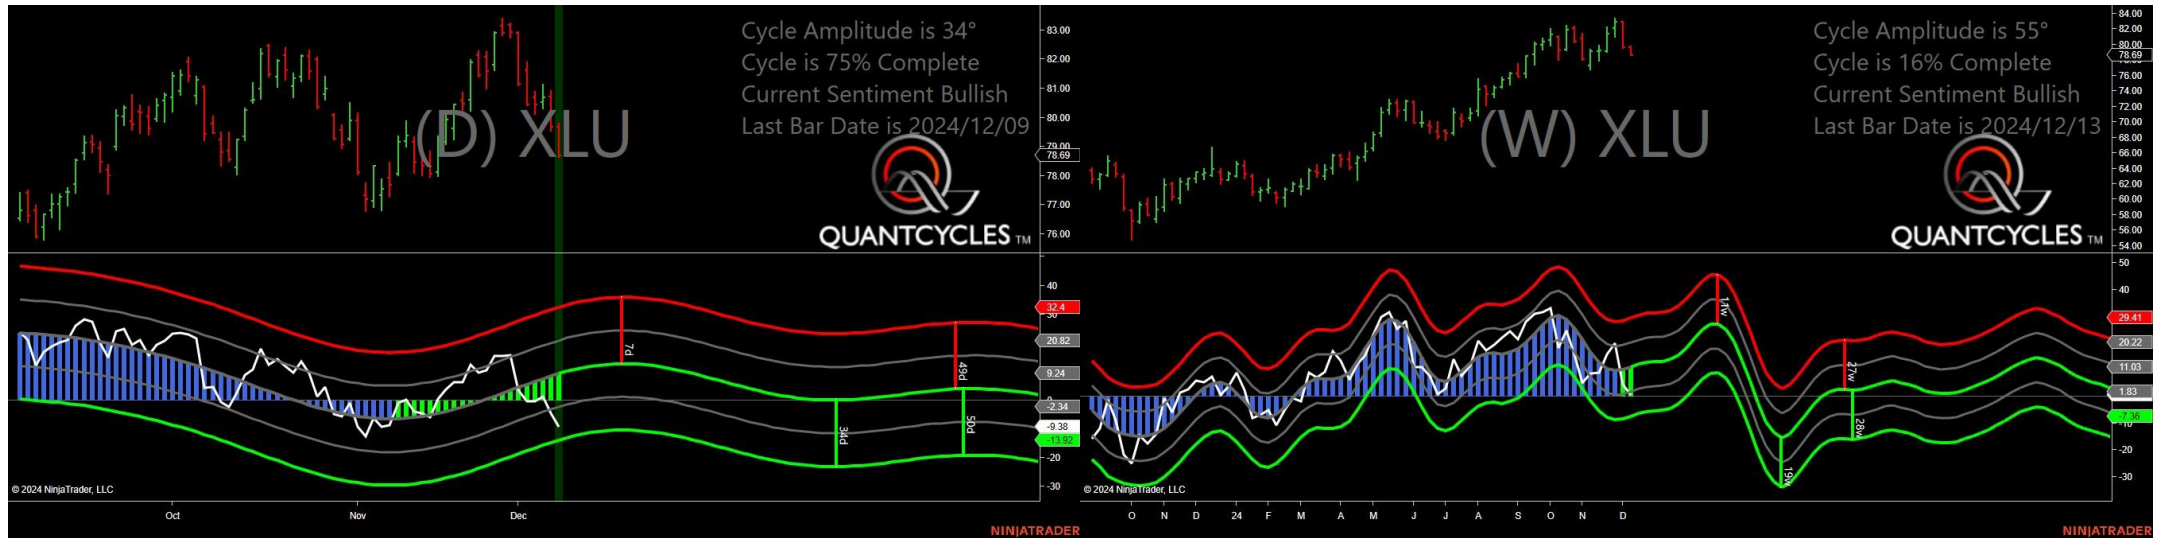 Cycle Amplitude is 34°
Cycle is 75% Complete
Current Sentiment Bullish
Last Bar Date is 2024/12/09
(D) XLU
QUANTCYCLES TM
83.00
82.00
81.00
80.00
79.00
78.69
78.00
77.00
76.00
40
32.4
30
20.82
9.24
-2.34
-9.38
-13.92
-20
-30
7d
34d
49d
50d
© 2024 NinjaTrader, LLC
Oct
Nov
Dec
NINJATRADER
Cycle Amplitude is 55°
Cycle is 16% Complete
Current Sentiment Bullish
Last Bar Date is 2024/12/13
(W) XLU
QUANTCYCLES TM
84.00
82.00
80.00
78.69
76.00
74.00
72.00
70.00
68.00
66.00
64.00
62.00
60.00
58.00
56.00
54.00
50
40
29.41
20.22
11.03
1.83
-7.36
-10
-20
-30
11w
19w
27w
28w
© 2024 NinjaTrader, LLC
O N D 24 F M A M J J A S O N D
NINJATRADER